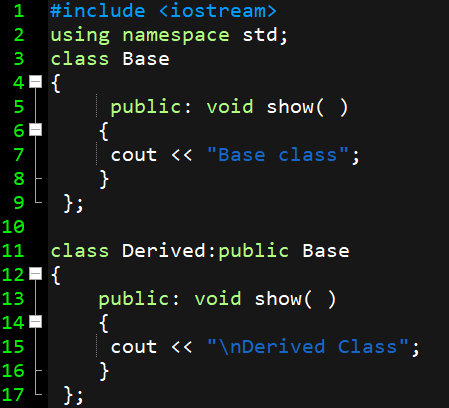 1 #include <iostream>
2 using namespace std;
3 class Base
4 {
5 public: void show( )
6 {
7 cout << "Base class";
8 }
9 };
10
11 class Derived:public Base
12 {
13 public: void show( )
14 {
15 cout << "\nDerived Class";
16 }
17 };